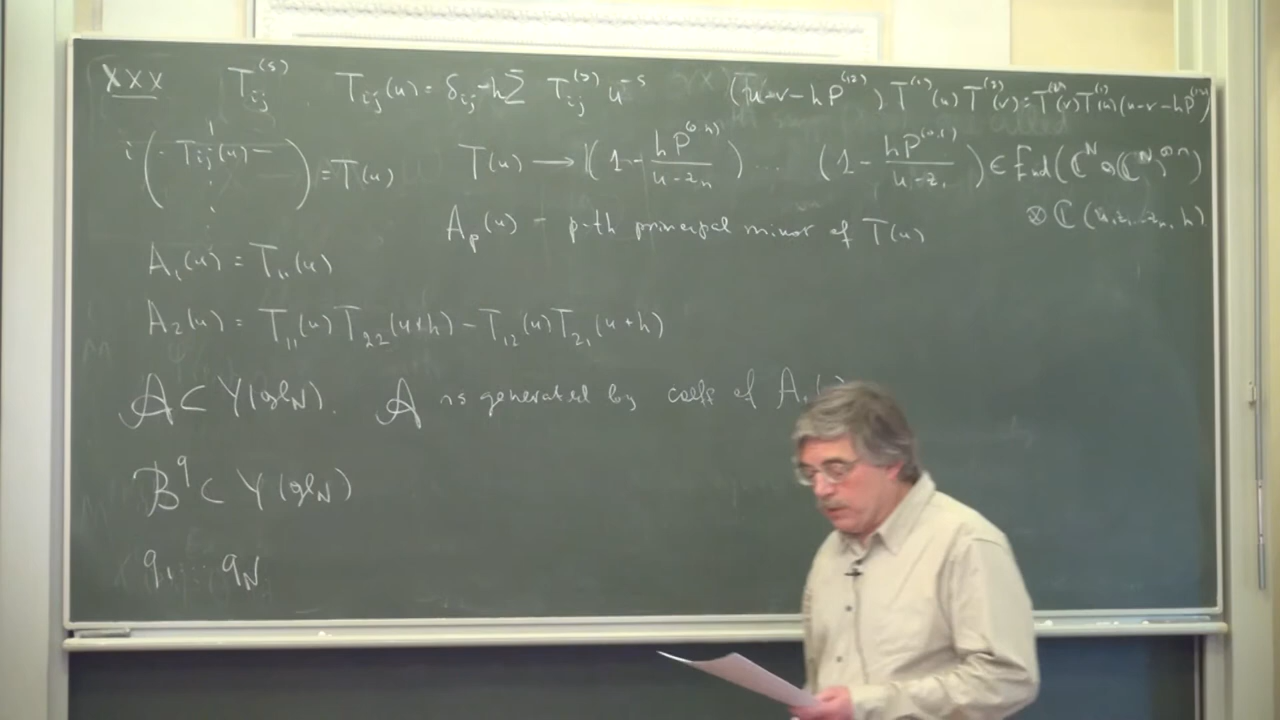 XXX T_{ij}^{(s)} T_{ij}(u) = δ_{ij} - h Σ T_{ij}^{(s)} u^{-s} (u-v-hP^{(12)}) T^{(1)}(u) T^{(2)}(v) = T^{(2)}(v) T^{(1)}(u) (u-v-hP^{(12)})
i ( T_{ij}(u) ) = T(u) T(u) → (1 - hP^{(0,n)}/(u-z_n)) ... (1 - hP^{(0,1)}/(u-z_1)) ∈ End(ℂ^N ⊗ (ℂ^N)^{⊗n})
A_p(u) - p-th principal minor of T(u) ⊗ ℂ(u, z_1...z_n, h)
A_1(u) = T_{11}(u)
A_2(u) = T_{11}(u) T_{22}(u+h) - T_{12}(u) T_{21}(u+h)
𝒜 ⊂ Y(gl_N). 𝒜 is generated by coeffs of A
ℬ^q ⊂ Y(gl_N)
q_1 ... q_N